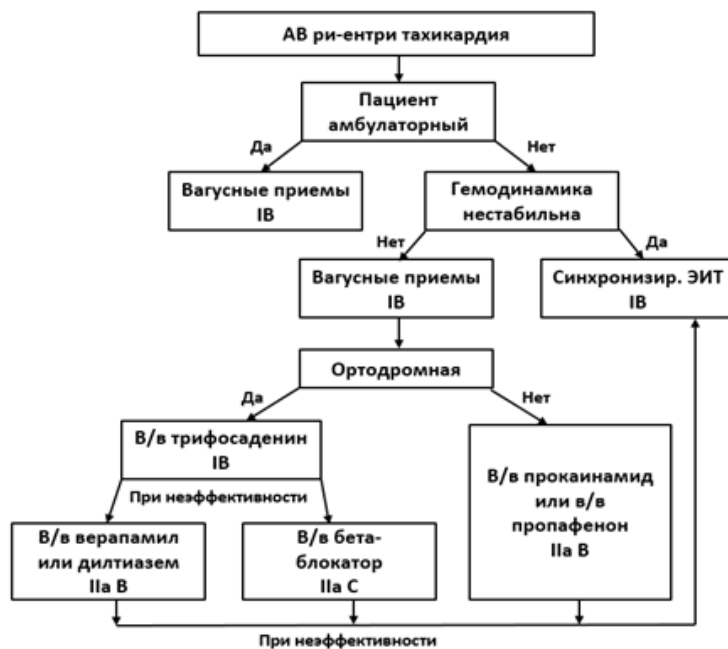 АВ ри-ентри тахикардия
Пациент
амбулаторный
Да
Нет
Вагусные приемы
IB
Гемодинамика
нестабильна
Нет
Да
Вагусные приемы
IB
Синхронизир. ЭИТ
IB
Ортодромная
Да
Нет
В/в трифосаденин
IB
В/в прокаинамид
или в/в
пропафенон
IIa B
При неэффективности
В/в верапамил
или дилтиазем
IIa B
В/в бета-
блокатор
IIa C
При неэффективности